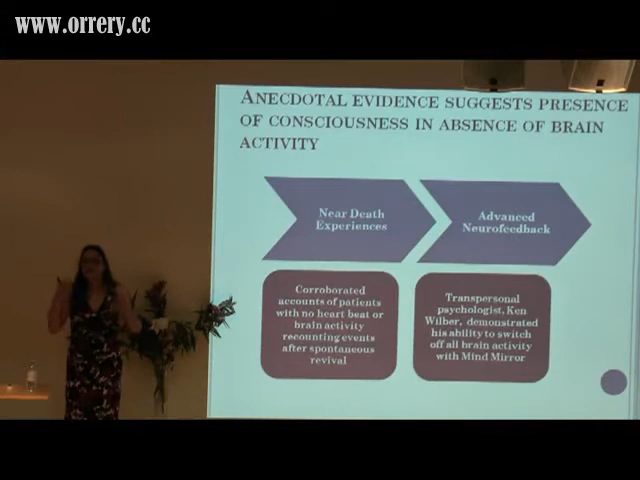 www.orrery.cc
ANECDOTAL EVIDENCE SUGGESTS PRESENCE
OF CONSCIOUSNESS IN ABSENCE OF BRAIN
ACTIVITY
Near Death
Experiences
Advanced
Neurofeedback
Corroborated
accounts of patients
with no heart beat or
brain activity
recounting events
after spontaneous
revival
Transpersonal
psychologist, Ken
Wilber, demonstrated
his ability to switch
off all brain activity
with Mind Mirror